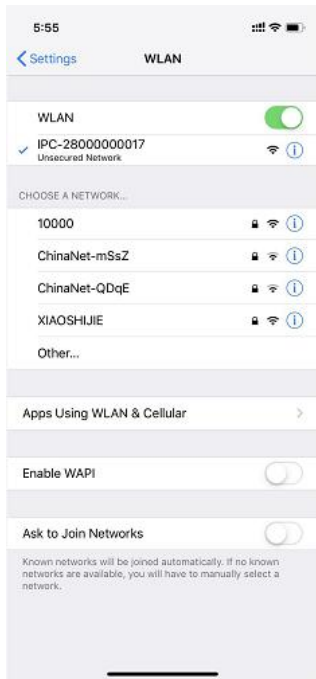 5:55
Settings WLAN
WLAN
IPC-28000000017
Unsecured Network
CHOOSE A NETWORK...
10000
ChinaNet-mSsZ
ChinaNet-QDqE
XIAOSHIJIE
Other...
Apps Using WLAN & Cellular
Enable WAPI
Ask to Join Networks
Known networks will be joined automatically. If no known
networks are available, you will have to manually select a
network.